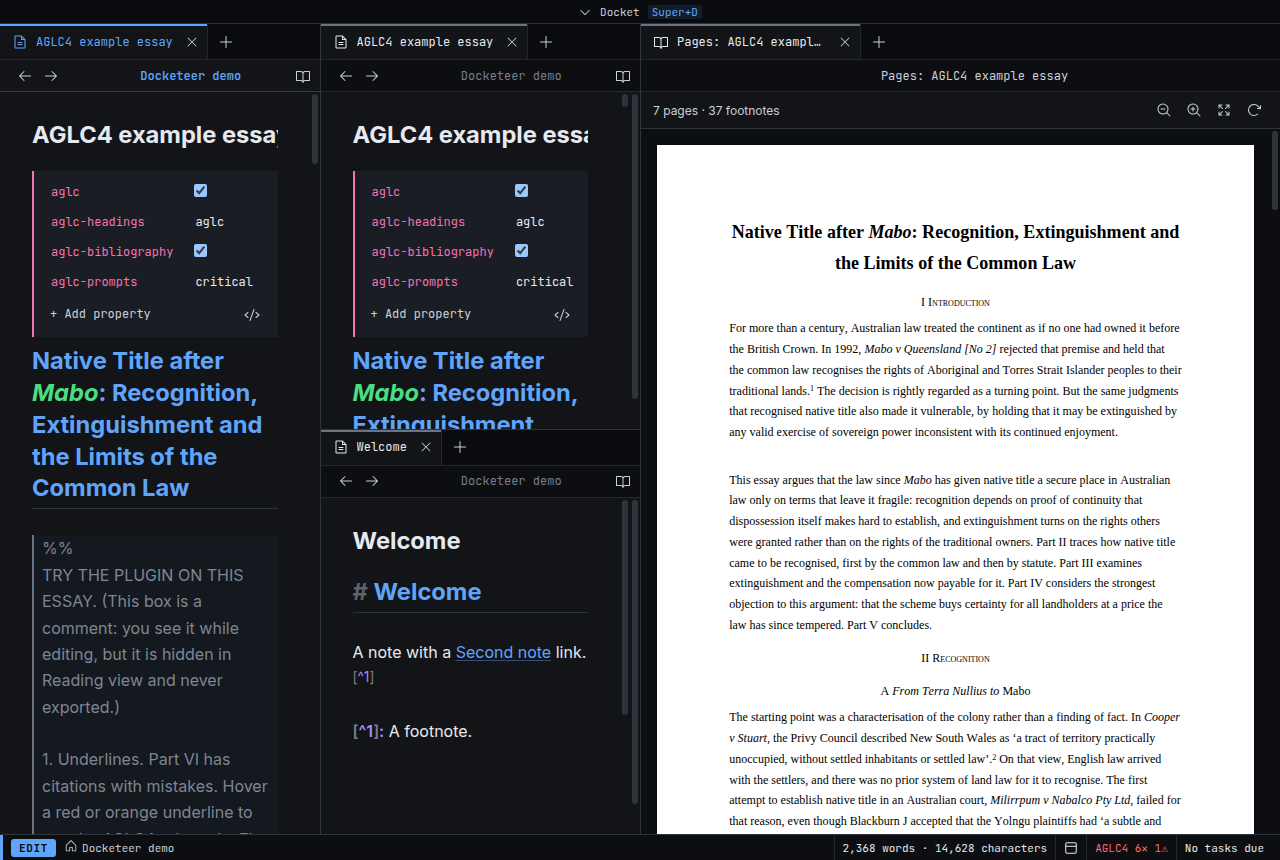 Docket Super+D
AGLC4 example essay
Docketeer demo
AGLC4 example essay
aglc
aglc-headings aglc
aglc-bibliography
aglc-prompts critical
+ Add property </>
Native Title after
Mabo: Recognition,
Extinguishment and
the Limits of the
Common Law
%%
TRY THE PLUGIN ON THIS
ESSAY. (This box is a
comment: you see it while
editing, but it is hidden in
Reading view and never
exported.)
1. Underlines. Part VI has
citations with mistakes. Hover
a red or orange underline to
AGLC4 example essay
Docketeer demo
AGLC4 example essa
aglc
aglc-headings aglc
aglc-bibliography
aglc-prompts critical
+ Add property </>
Native Title after
Mabo: Recognition,
Extinguishment
Welcome
Docketeer demo
Welcome
# Welcome
A note with a Second note link.
[^1]
[^1]: A footnote.
Pages: AGLC4 exampl…
Pages: AGLC4 example essay
7 pages · 37 footnotes
Native Title after Mabo: Recognition, Extinguishment and
the Limits of the Common Law
I Introduction
For more than a century, Australian law treated the continent as if no one had owned it before
the British Crown. In 1992, Mabo v Queensland [No 2] rejected that premise and held that
the common law recognises the rights of Aboriginal and Torres Strait Islander peoples to their
traditional lands.¹ The decision is rightly regarded as a turning point. But the same judgments
that recognised native title also made it vulnerable, by holding that it may be extinguished by
any valid exercise of sovereign power inconsistent with its continued enjoyment.
This essay argues that the law since Mabo has given native title a secure place in Australian
law only on terms that leave it fragile: recognition depends on proof of continuity that
dispossession itself makes hard to establish, and extinguishment turns on the rights others
were granted rather than on the rights of the traditional owners. Part II traces how native title
came to be recognised, first by the common law and then by statute. Part III examines
extinguishment and the compensation now payable for it. Part IV considers the strongest
objection to this argument: that the scheme buys certainty for all landholders at a price the
law has since tempered. Part V concludes.
II Recognition
A From Terra Nullius to Mabo
The starting point was a characterisation of the colony rather than a finding of fact. In Cooper
v Stuart, the Privy Council described New South Wales as ‘a tract of territory practically
unoccupied, without settled inhabitants or settled law’.² On that view, English law arrived
with the settlers, and there was no prior system of land law for it to recognise. The first
attempt to establish native title in an Australian court, Milirrpum v Nabalco Pty Ltd, failed for
that reason, even though Blackburn J accepted that the Yolngu plaintiffs had ‘a subtle and
EDIT Docketeer demo 2,368 words · 14,628 characters AGLC4 6× 1⚠ No tasks due